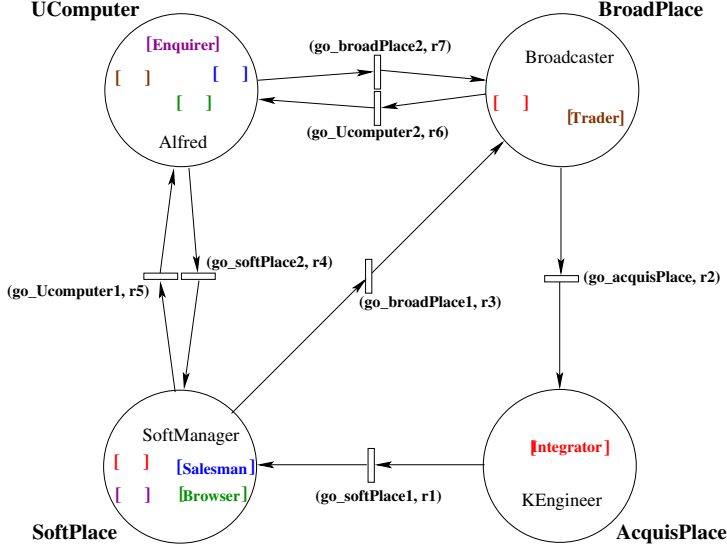 UComputer
BroadPlace
[Enquirer]
(go_broadPlace2, r7)
Broadcaster
[ ]
[ ]
[ ]
[ ]
[Trader]
(go_Ucomputer2, r6)
Alfred
(go_softPlace2, r4)
(go_Ucomputer1, r5)
(go_acquisPlace, r2)
(go_broadPlace1, r3)
SoftManager
[ ]
[Salesman]
[Integrator]
[ ]
[Browser]
(go_softPlace1, r1)
KEngineer
SoftPlace
AcquisPlace